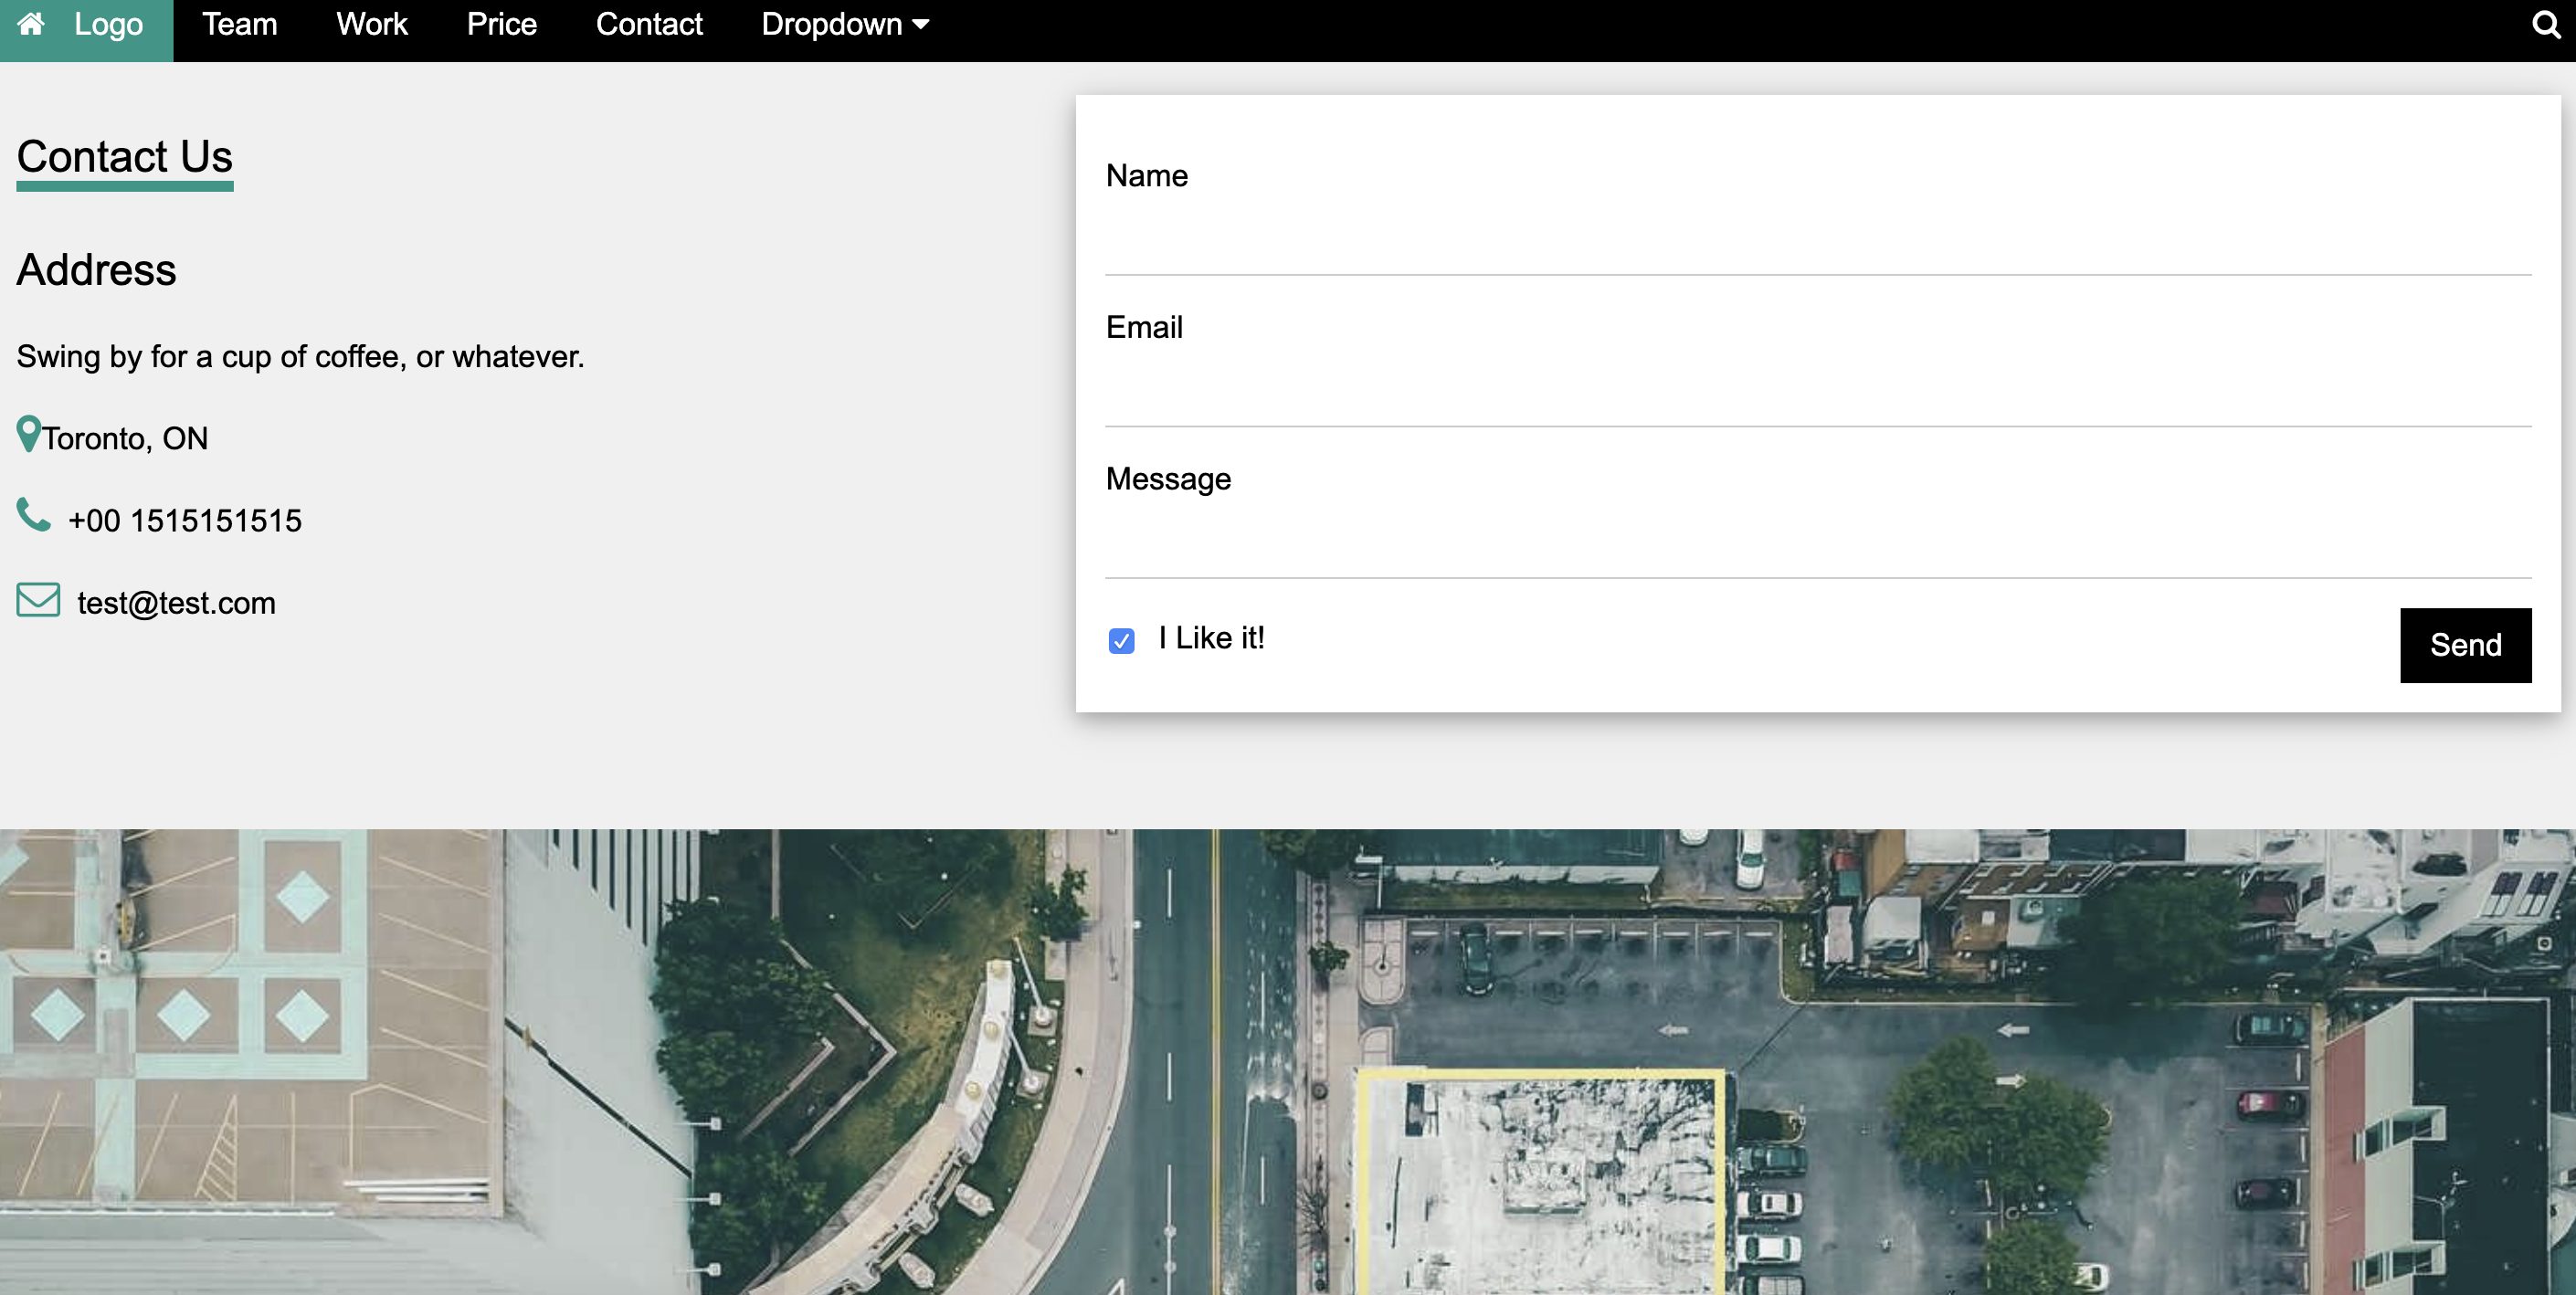 Logo Team Work Price Contact Dropdown
Contact Us
Address
Swing by for a cup of coffee, or whatever.
Toronto, ON
+00 1515151515
test@test.com
Name
Email
Message
I Like it!
Send